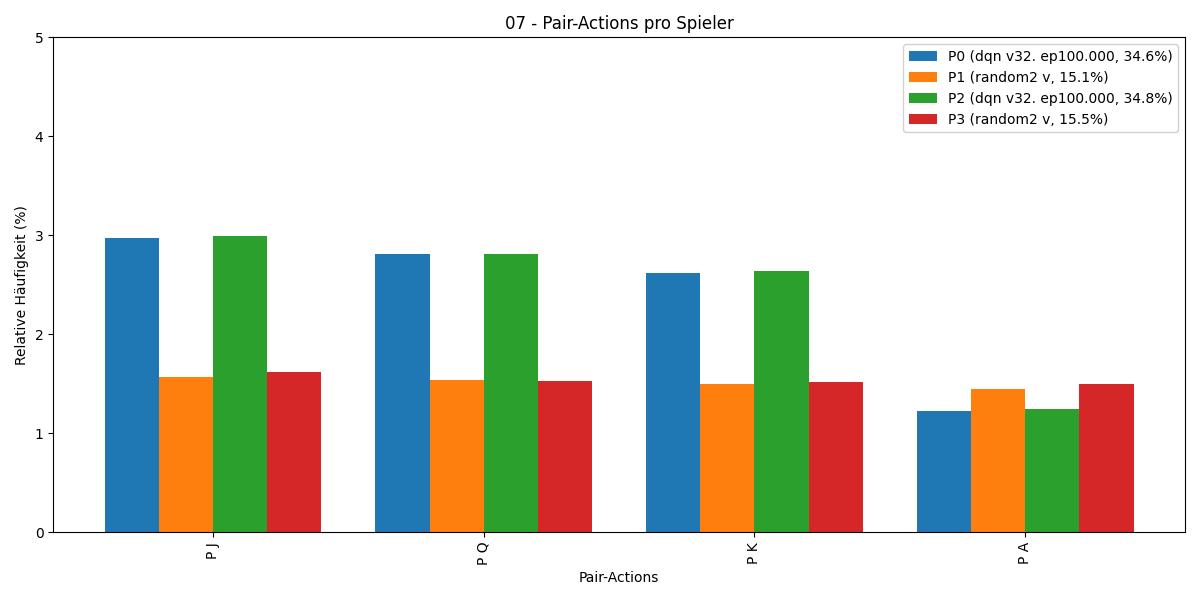 07 - Pair-Actions pro Spieler
P0 (dqn v32. ep100.000, 34.6%)
P1 (random2 v, 15.1%)
P2 (dqn v32. ep100.000, 34.8%)
P3 (random2 v, 15.5%)
Relative Häufigkeit (%)
5
4
3
2
1
0
P J
P Q
P K
P A
Pair-Actions